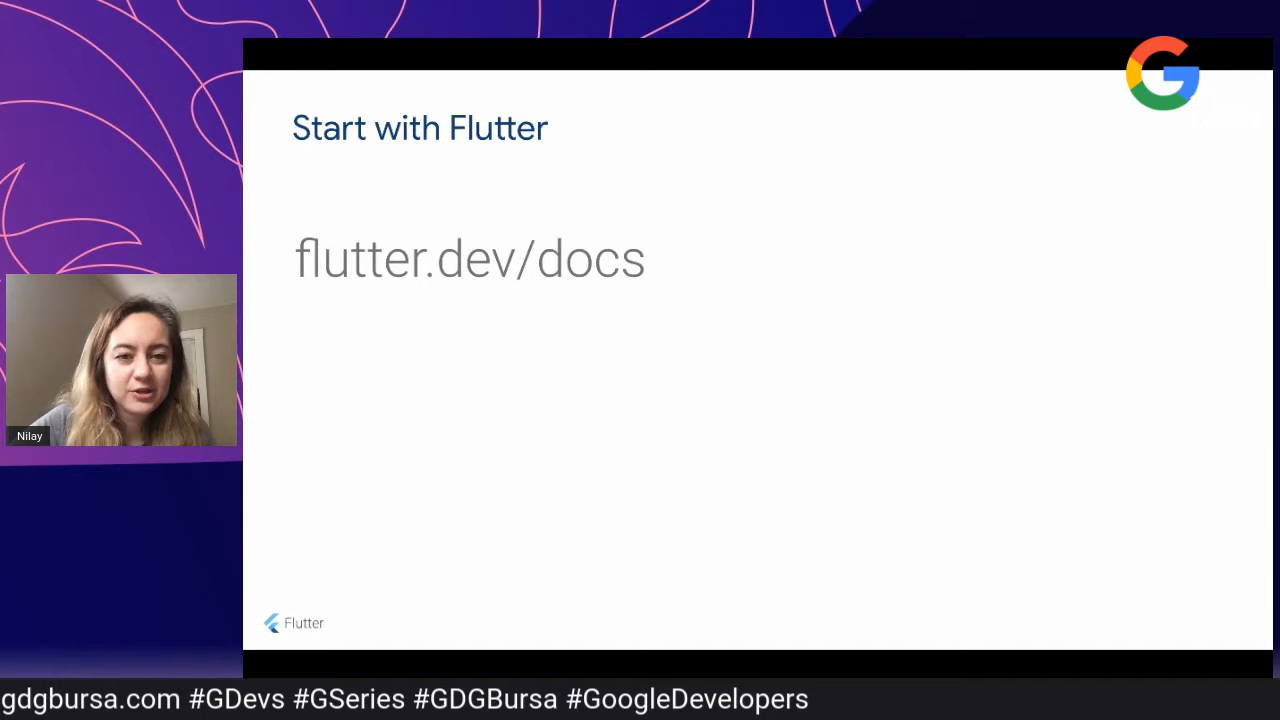 Start with Flutter
flutter.dev/docs
Nilay
Flutter
gdgbursa.com #GDevs #GSeries #GDGBursa #GoogleDevelopers